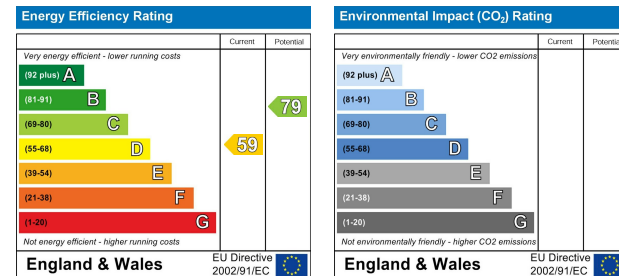 Energy Efficiency Rating
Current Potential
Very energy efficient - lower running costs
(92 plus) A
(81-91) B
79
(69-80) C
(55-68) D
59
(39-54) E
(21-38) F
(1-20) G
Not energy efficient - higher running costs
England & Wales
EU Directive
2002/91/EC
Environmental Impact (CO₂) Rating
Current Potential
Very environmentally friendly - lower CO2 emissions
(92 plus) A
(81-91) B
(69-80) C
(55-68) D
(39-54) E
(21-38) F
(1-20) G
Not environmentally friendly - higher CO2 emissions
England & Wales
EU Directive
2002/91/EC